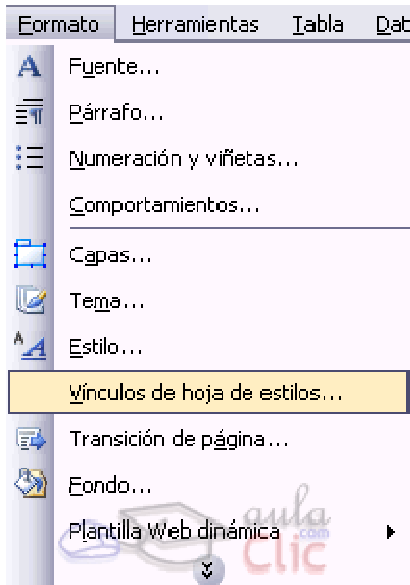 Formato Herramientas Tabla Dat
Fuente...
Párrafo...
Numeración y viñetas...
Comportamientos...
Capas...
Tema...
Estilo...
Vínculos de hoja de estilos...
Transición de página...
Fondo...
Plantilla Web dinámica
aula
.com
Clic